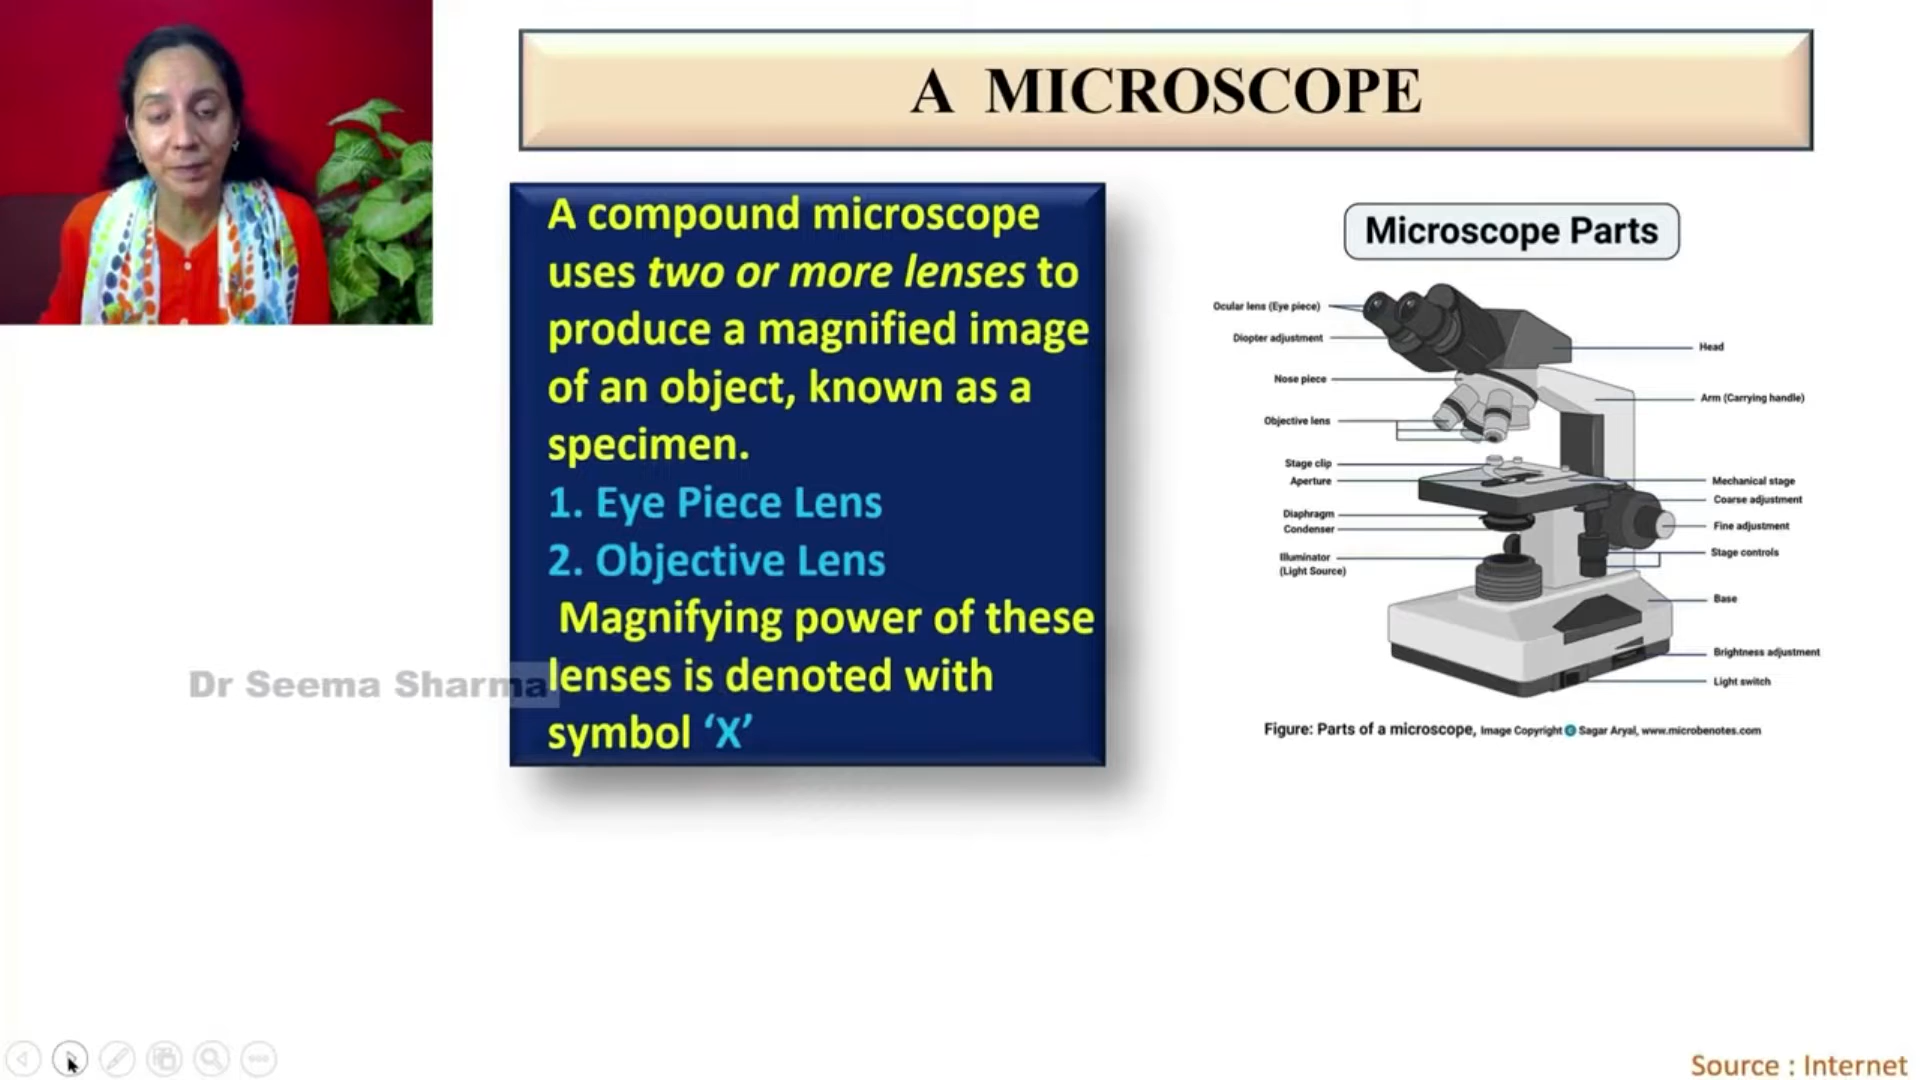 A MICROSCOPE
A compound microscope
uses two or more lenses to
produce a magnified image
of an object, known as a
specimen.
1. Eye Piece Lens
2. Objective Lens
Magnifying power of these
lenses is denoted with
symbol ‘X’
Dr Seema Sharma
Microscope Parts
Ocular lens (Eye piece)
Diopter adjustment
Nose piece
Objective lens
Stage clip
Aperture
Diaphragm
Condenser
Illuminator
(Light Source)
Head
Arm (Carrying handle)
Mechanical stage
Coarse adjustment
Fine adjustment
Stage controls
Base
Brightness adjustment
Light switch
Figure: Parts of a microscope, Image Copyright © Sagar Aryal, www.microbenotes.com
Source : Internet